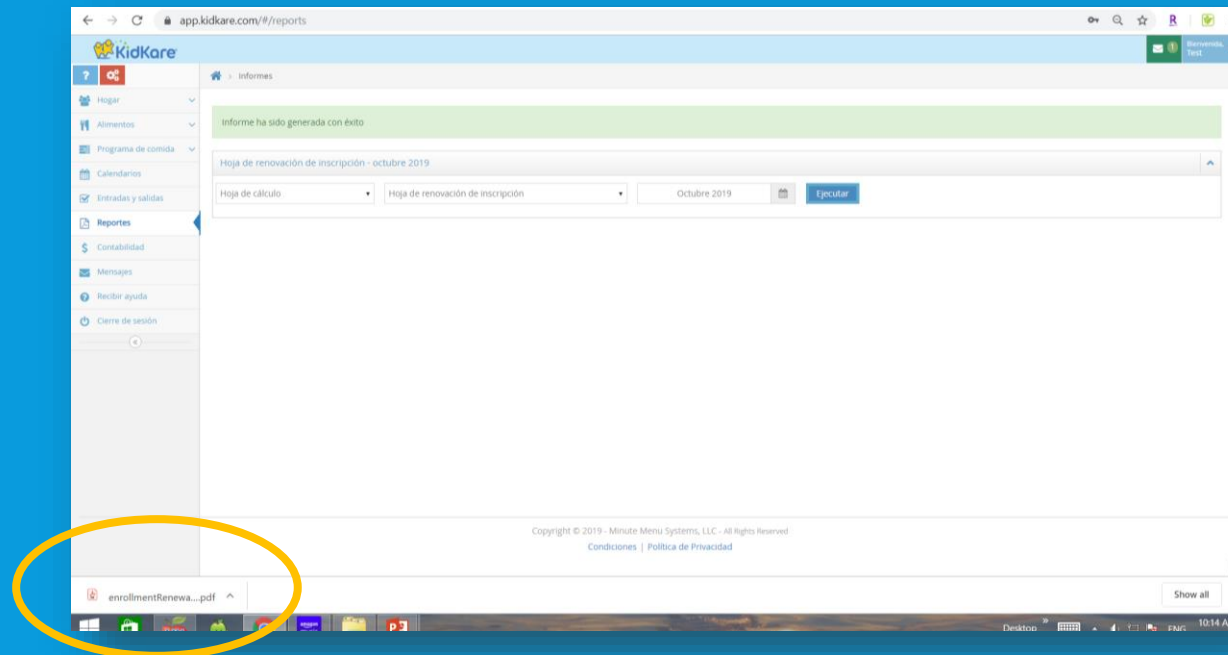 app.kidkare.com/#/reports
R
KidKare
1
Bienvenida,
Test
?
> Informes
Hogar
Alimentos
Informe ha sido generada con éxito
Programa de comida
Hoja de renovación de inscripción - octubre 2019
Calendarios
Entradas y salidas
Hoja de cálculo
Hoja de renovación de inscripción
Octubre 2019
Ejecutar
Reportes
Contabilidad
Mensajes
Recibir ayuda
Cierre de sesión
Copyright © 2019 - Minute Menu Systems, LLC - All Rights Reserved
Condiciones | Política de Privacidad
enrollmentRenewa....pdf
Show all
Desktop
ENG
10:14 A